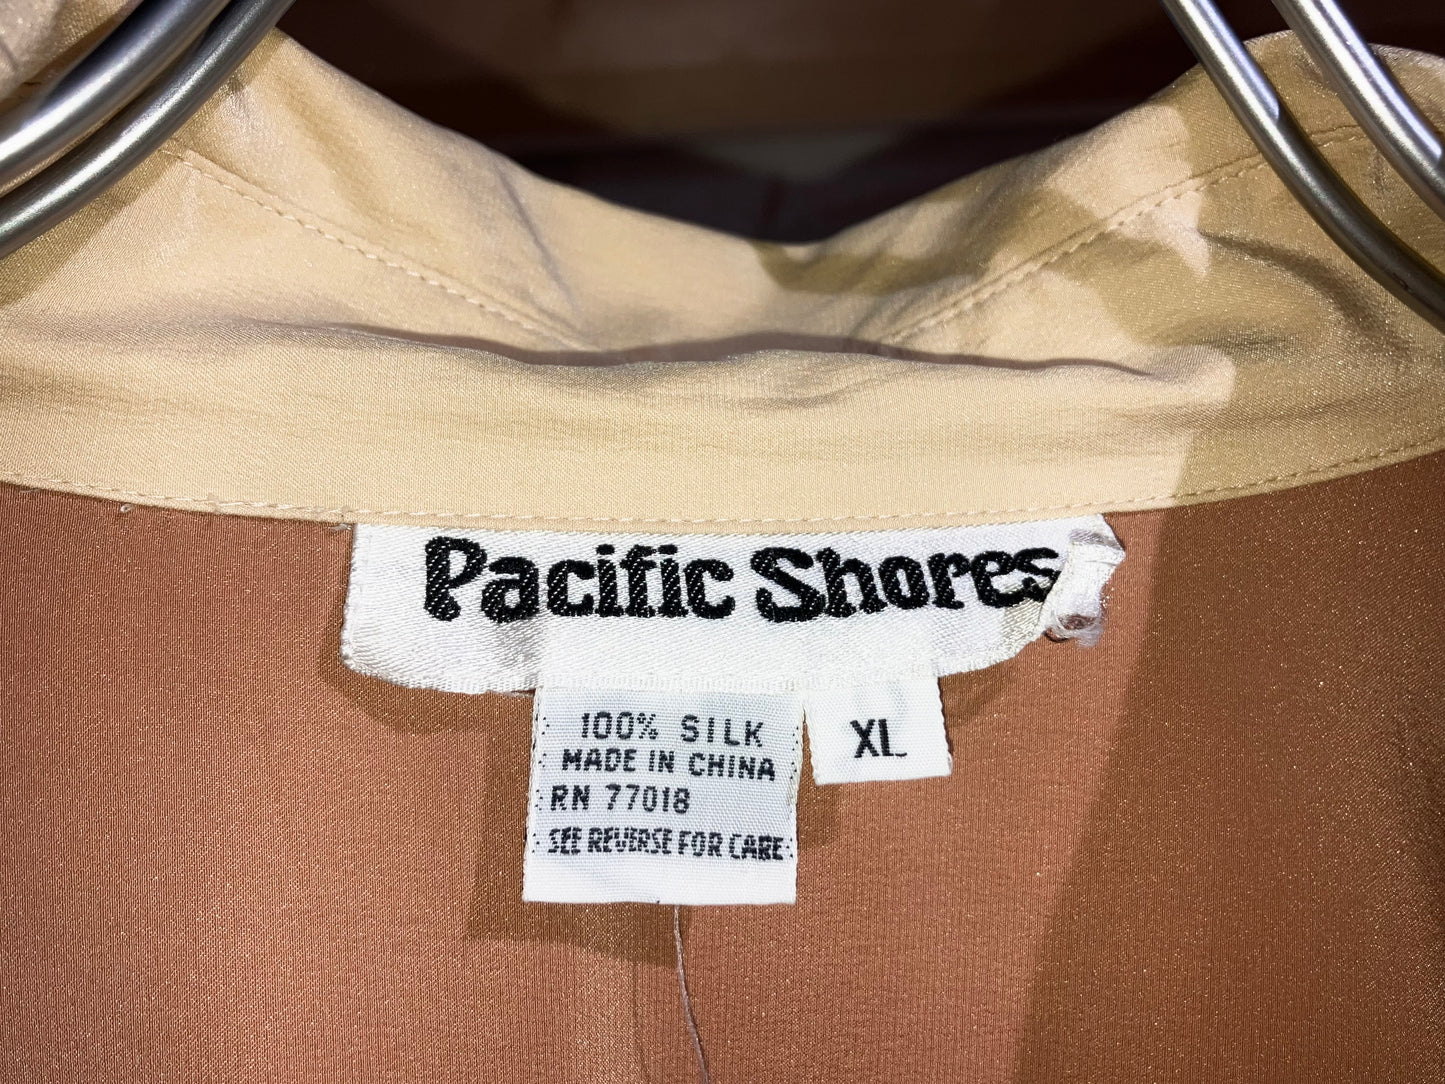 Pacific Shores
100% SILK
MADE IN CHINA
RN 77018
SEE REVERSE FOR CARE
XL